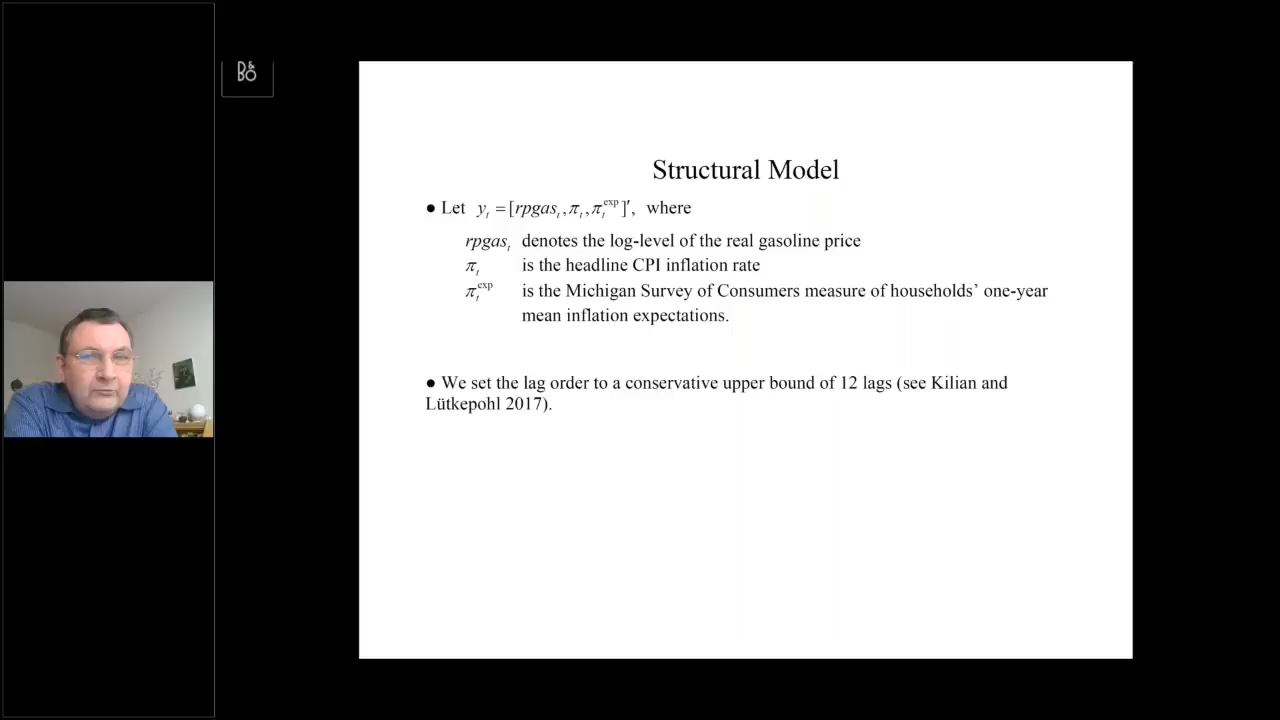 D&
BO
Structural Model
● Let y_t = [rpgas_t, π_t, π_t^exp]′, where
rpgas_t denotes the log-level of the real gasoline price
π_t is the headline CPI inflation rate
π_t^exp is the Michigan Survey of Consumers measure of households’ one-year
mean inflation expectations.
● We set the lag order to a conservative upper bound of 12 lags (see Kilian and
Lütkepohl 2017).